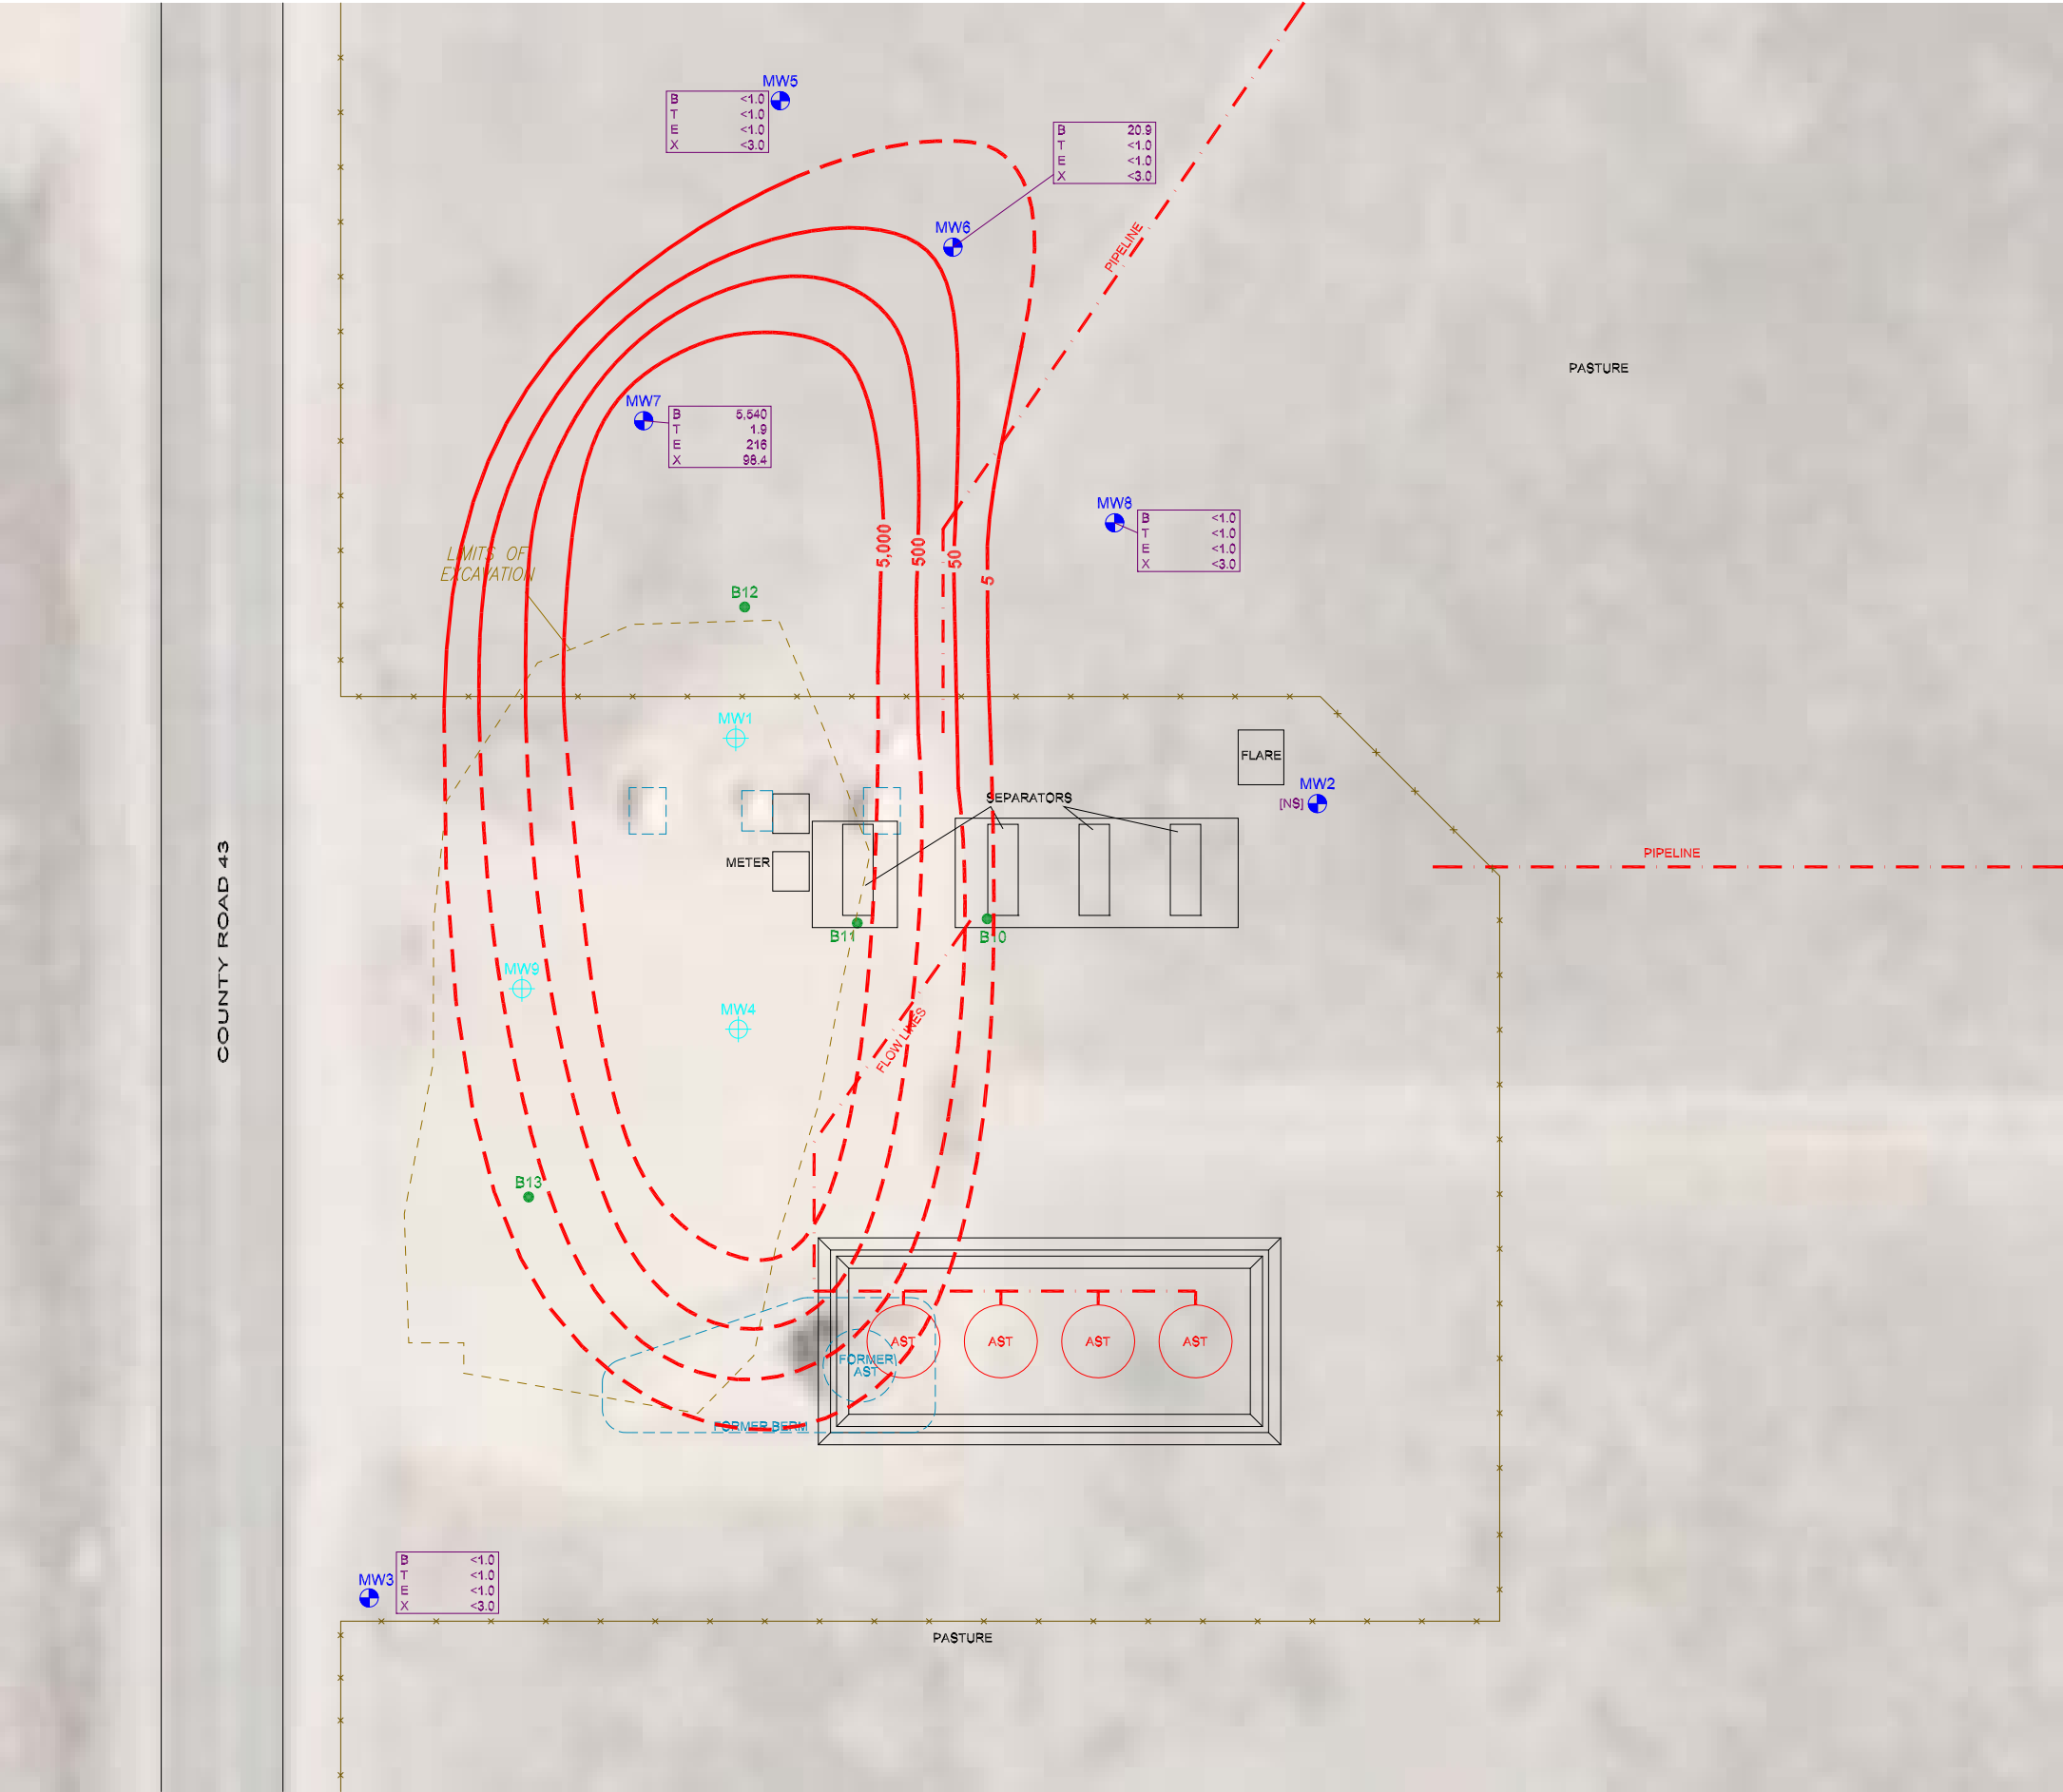 MW5
B <1.0
T <1.0
E <1.0
X <3.0
B 20.9
T <1.0
E <1.0
X <3.0
MW6
PIPELINE
PASTURE
MW7
B 5,540
T 1.9
E 216
X 98.4
MW8
B <1.0
T <1.0
E <1.0
X <3.0
5,000
500
50
5
LIMITS OF
EXCAVATION
B12
MW1
FLARE
MW2
[NS]
SEPARATORS
METER
PIPELINE
COUNTY ROAD 43
B11
B10
MW9
MW4
FLOW LINES
B13
AST
AST
AST
AST
FORMER
AST
FORMER BERM
MW3
B <1.0
T <1.0
E <1.0
X <3.0
PASTURE